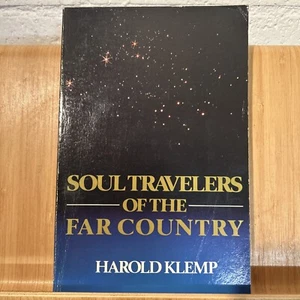 SOUL TRAVELERS
OF THE
FAR COUNTRY
HAROLD KLEMP